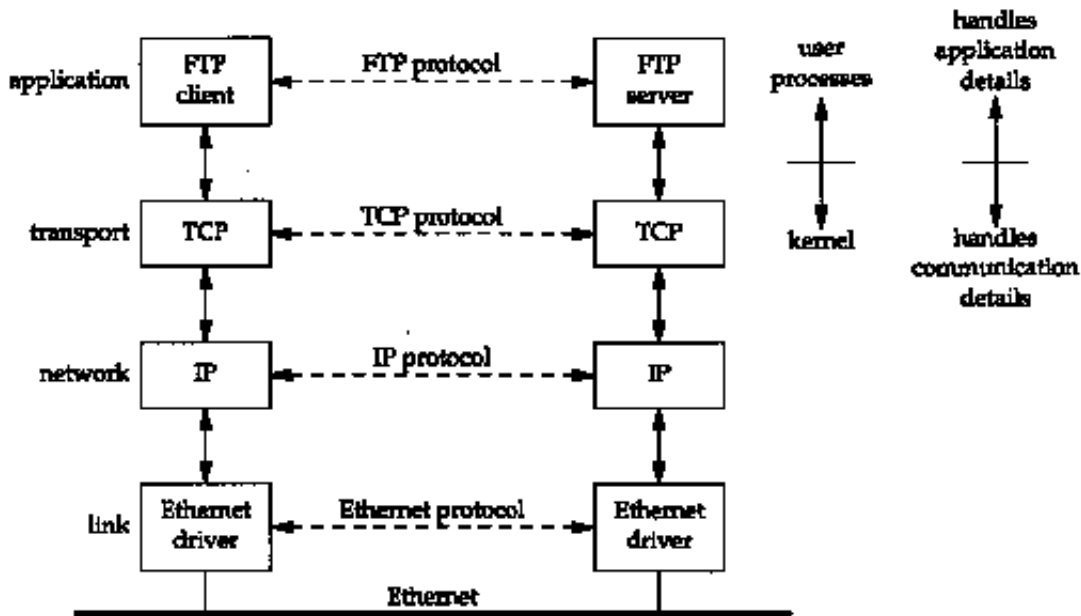 application
FTP
client
FTP protocol
FTP
server
user
processes
handles
application
details
transport
TCP
TCP protocol
TCP
kernel
handles
communication
details
network
IP
IP protocol
IP
link
Ethernet
driver
Ethernet protocol
Ethernet
driver
Ethernet